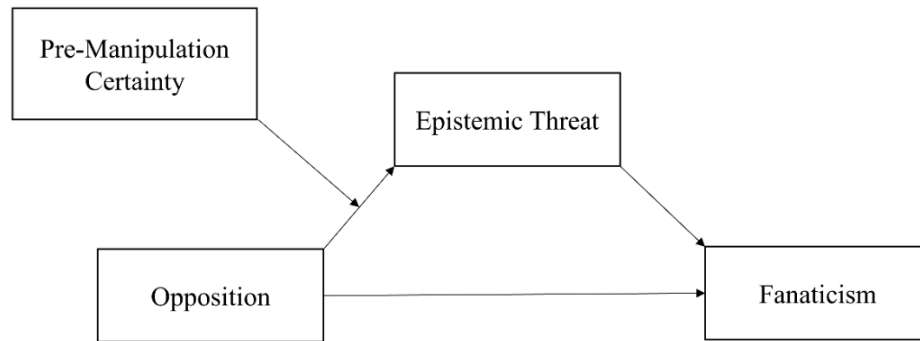 Pre-Manipulation
Certainty
Epistemic Threat
Opposition
Fanaticism